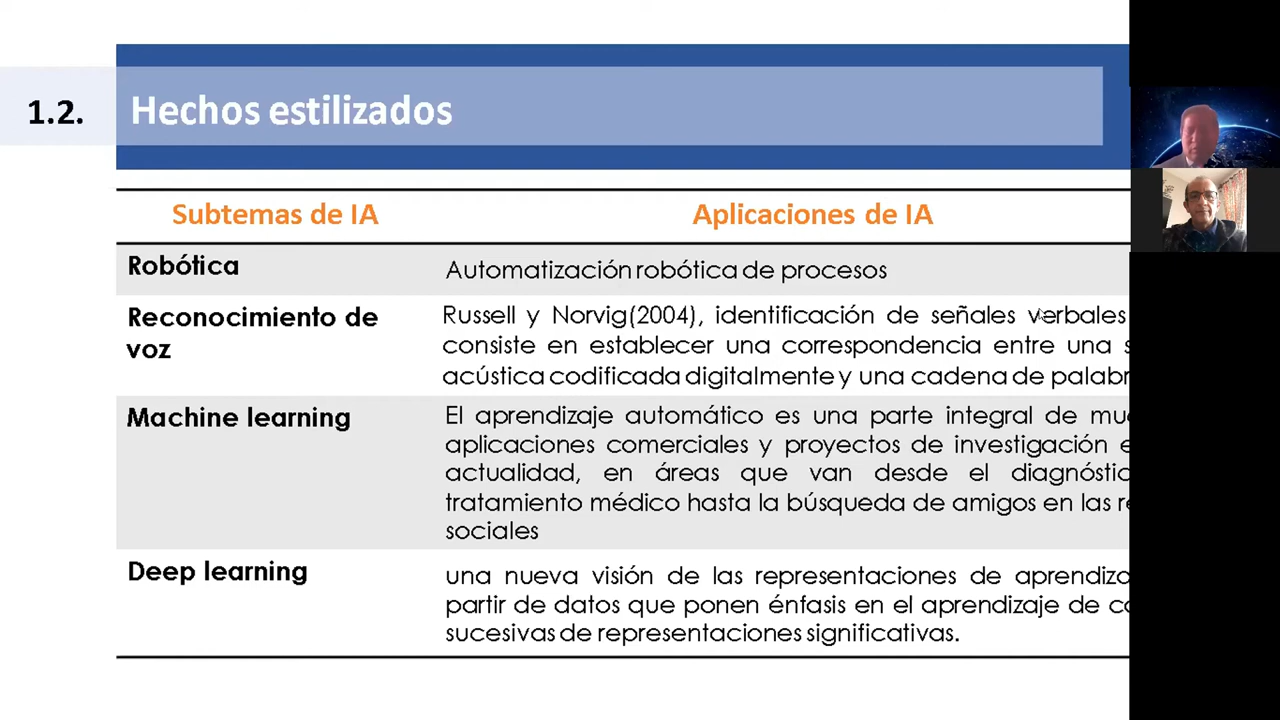 1.2. Hechos estilizados
Subtemas de IA Aplicaciones de IA
Robótica Automatización robótica de procesos
Reconocimiento de voz
Russell y Norvig(2004), identificación de señales verbales
consiste en establecer una correspondencia entre una
acústica codificada digitalmente y una cadena de
Machine learning
El aprendizaje automático es una parte integral de
aplicaciones comerciales y proyectos de investigación
actualidad, en áreas que van desde el
tratamiento médico hasta la búsqueda de amigos en las
sociales
Deep learning
una nueva visión de las representaciones de
partir de datos que ponen énfasis en el aprendizaje de
sucesivas de representaciones significativas.